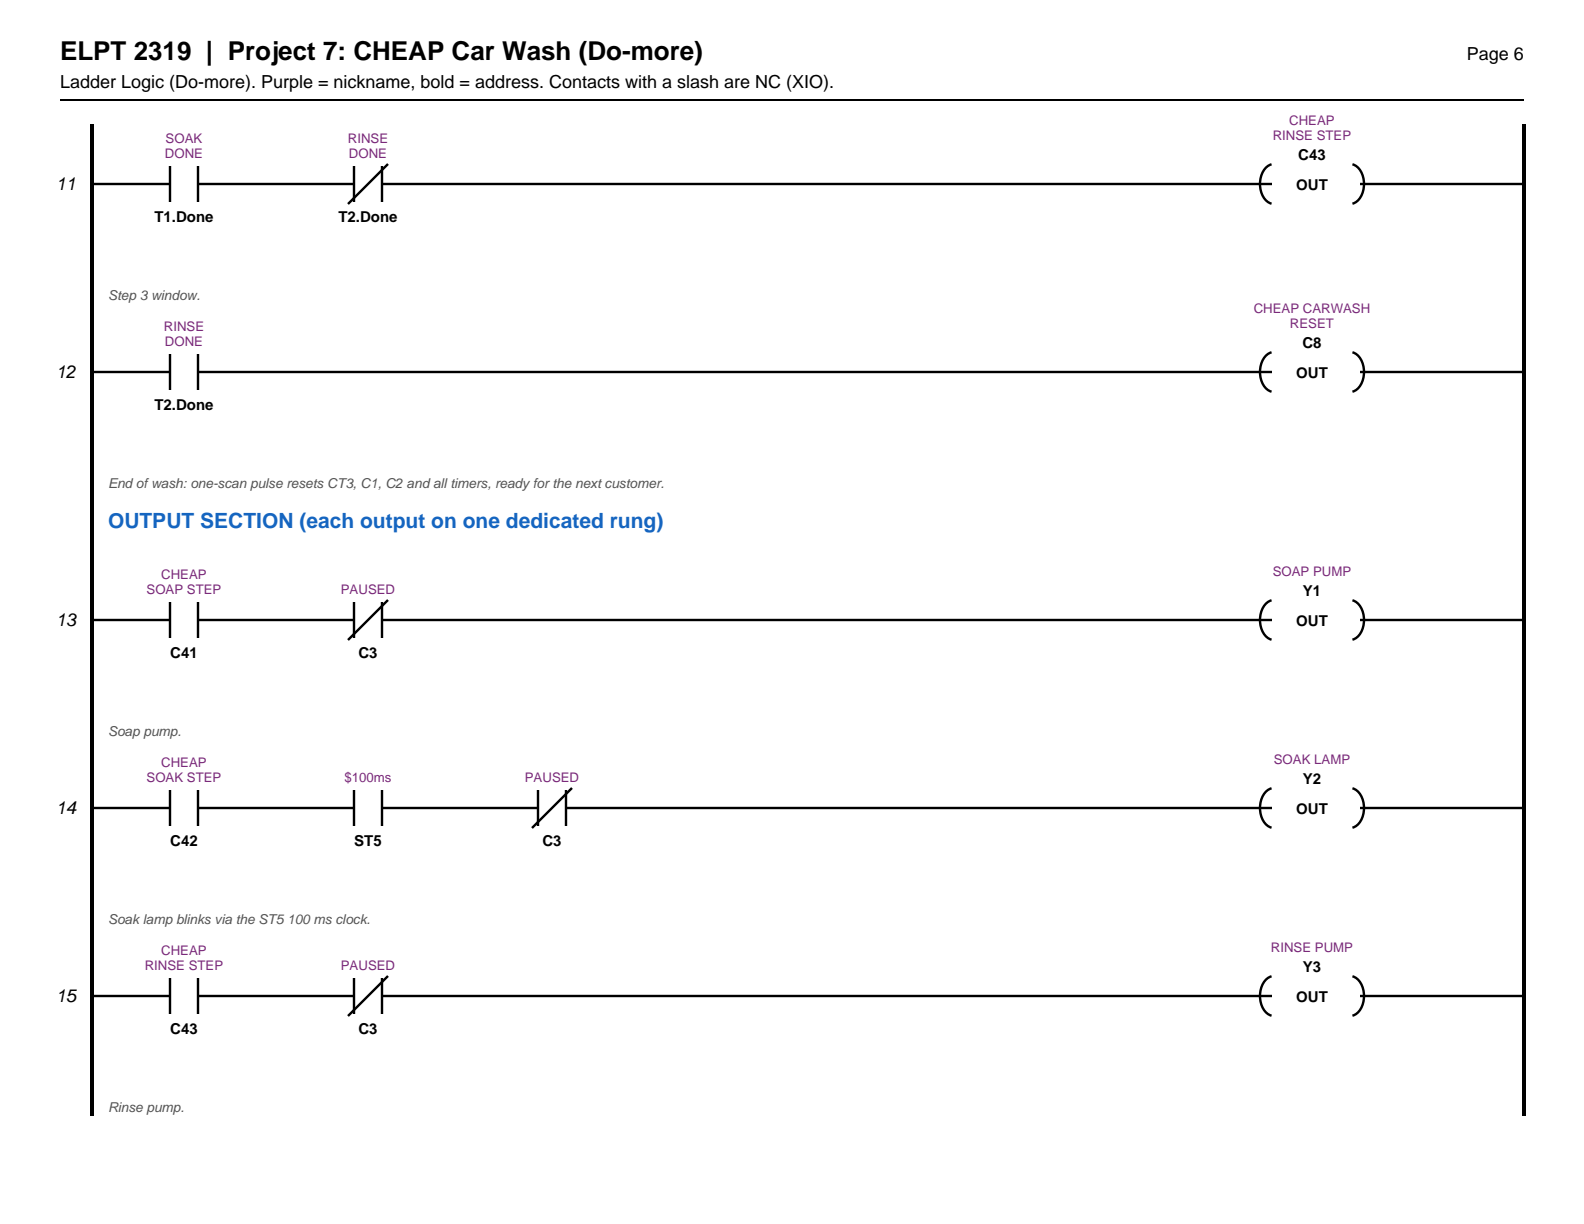 ELPT 2319 | Project 7: CHEAP Car Wash (Do-more)
Page 6
Ladder Logic (Do-more). Purple = nickname, bold = address. Contacts with a slash are NC (XIO).
SOAK
DONE
RINSE
DONE
CHEAP
RINSE STEP
C43
11
OUT
T1.Done
T2.Done
Step 3 window.
RINSE
DONE
CHEAP CARWASH
RESET
C8
12
OUT
T2.Done
End of wash: one-scan pulse resets CT3, C1, C2 and all timers, ready for the next customer.
OUTPUT SECTION (each output on one dedicated rung)
CHEAP
SOAP STEP
PAUSED
SOAP PUMP
Y1
13
OUT
C41
C3
Soap pump.
CHEAP
SOAK STEP
$100ms
PAUSED
SOAK LAMP
Y2
14
OUT
C42
ST5
C3
Soak lamp blinks via the ST5 100 ms clock.
CHEAP
RINSE STEP
PAUSED
RINSE PUMP
Y3
15
OUT
C43
C3
Rinse pump.